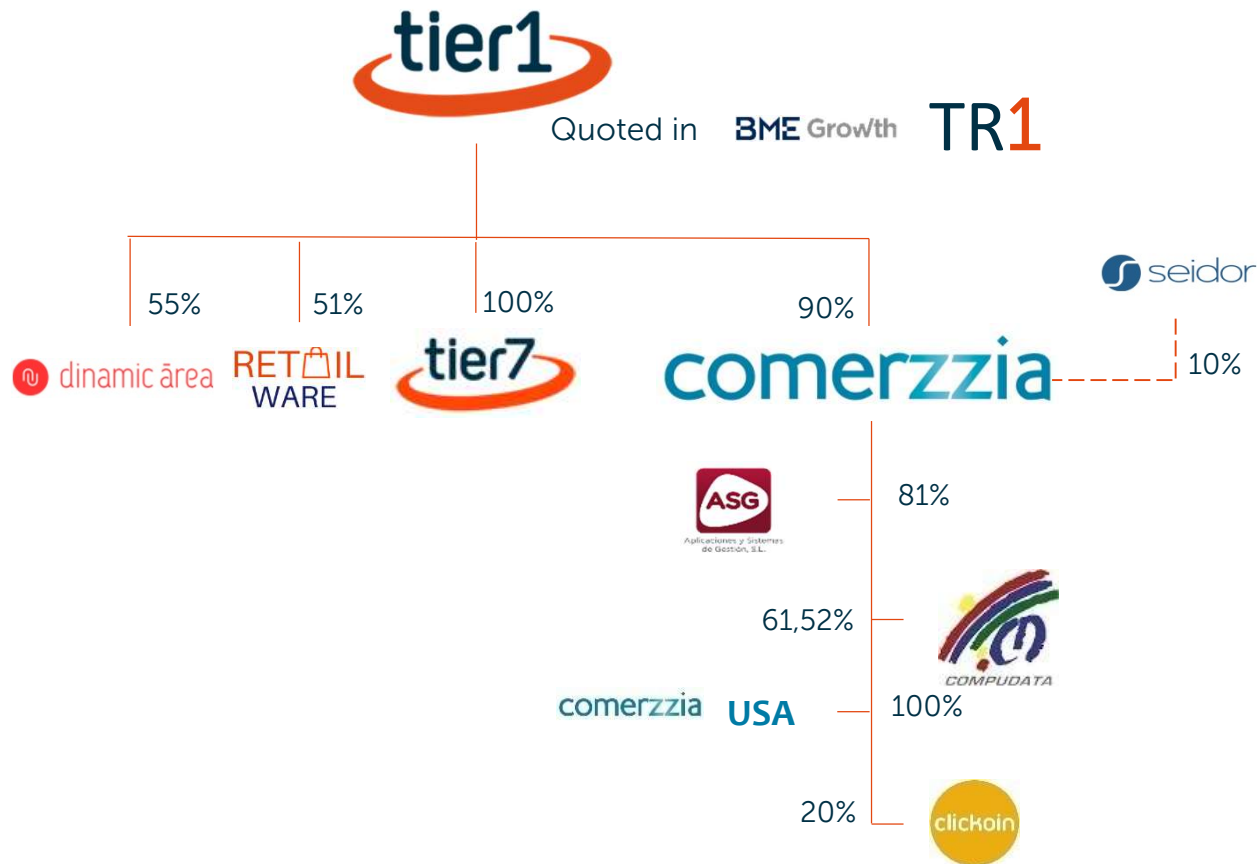 tier1
Quoted in BME Growth TR1
seidor
55%
51%
100%
90%
10%
dinamic ārea
RETAIL
WARE
tier7
comerzzia
ASG
Aplicaciones y Sistemas
de Gestión, S.L.
81%
61,52%
COMPUDATA
comerzzia USA
100%
20%
clickoin